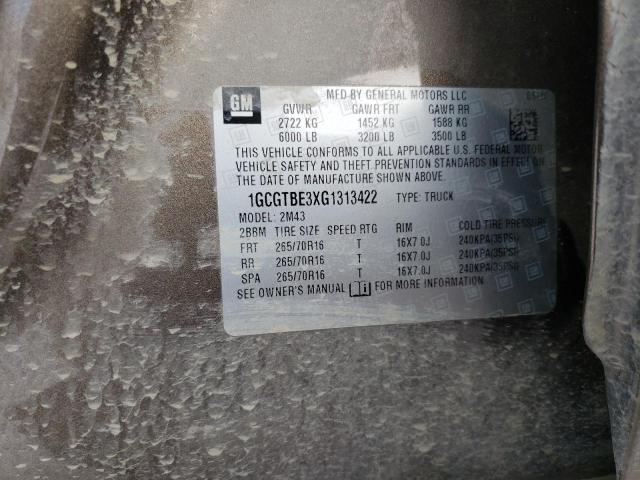 GM
MFD BY GENERAL MOTORS LLC
GVWR GAWR FRT GAWR RR
2722 KG 1452 KG 1588 KG
6000 LB 3200 LB 3500 LB
THIS VEHICLE CONFORMS TO ALL APPLICABLE U.S. FEDERAL MOTOR
VEHICLE SAFETY AND THEFT PREVENTION STANDARDS IN EFFECT ON
THE DATE OF MANUFACTURE SHOWN ABOVE.
1GCGTBE3XG1313422 TYPE: TRUCK
MODEL: 2M43
2BBM TIRE SIZE SPEED RTG RIM COLD TIRE PRESSURE
FRT 265/70R16 T 16X7.0J 240KPA(35PSI)
RR 265/70R16 T 16X7.0J 240KPA(35PSI)
SPA 265/70R16 T 16X7.0J 240KPA(35PSI)
SEE OWNER'S MANUAL FOR MORE INFORMATION